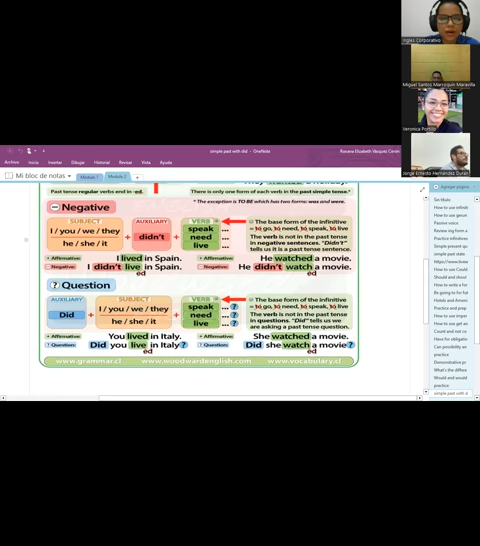 Ingles Corporativo
Miguel Santos Marroquin Maravilla
Veronica Portillo
Jorge Ernesto Hernandez Duran
simple past with did - OneNote
Roxana Elizabeth Vásquez Cerón
Archivo Inicio Insertar Dibujar Historial Revisar Vista Ayuda
Mi bloc de notas
Modulo 1
Modulo 2
Agregar página
Past tense regular verbs end in -ed.
There is only one form of each verb in the past simple tense.*
* The exception is TO BE which has two forms: was and were.
Negative
SUBJECT
I / you / we / they
he / she / it
+
AUXILIARY
didn't
+
VERB
speak
need
live
...
...
...
The base form of the infinitive
= to go, to need, to speak, to live
The verb is not in the past tense
in negative sentences. "Didn't"
tells us it is a past tense sentence.
Affirmative: I lived in Spain.
Negative: I didn't live in Spain.
ed
Affirmative: He watched a movie.
Negative: He didn't watch a movie.
ed
? Question
AUXILIARY
Did
+
SUBJECT
I / you / we / they
he / she / it
+
VERB
speak
need
live
... ?
... ?
... ?
The base form of the infinitive
= to go, to need, to speak, to live
The verb is not in the past tense
in questions. "Did" tells us we
are asking a past tense question.
Affirmative: You lived in Italy.
? Question: Did you live in Italy?
ed
Affirmative: She watched a movie.
? Question: Did she watch a movie?
ed
www.grammar.cl www.woodwardenglish.com www.vocabulary.cl
Sin título
How to use infiniti
How to use gerun
Passive voice
Review ing form a
Practice infinitives
Simple present qu
simple past state
https://www.livew
How to use Could
Should and shoul
How to write a for
Be going to for fut
Hotels and Ameni
Practice and prep
How to use imper
How to use get an
Count and not co
Have for obligatio
Can possibility an
practice
Demonstrative pr
What's the differe
Would and would
practice
simple past with d